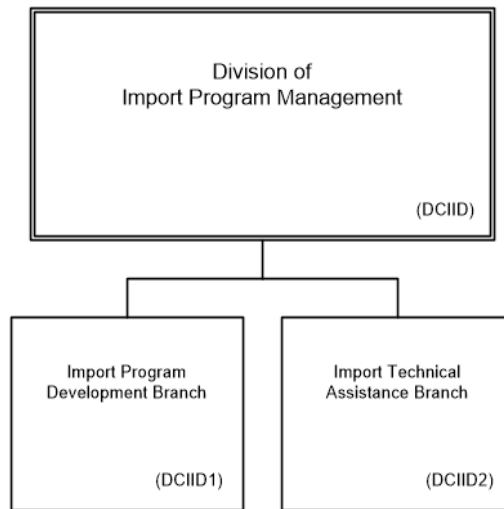 Division of
Import Program Management
(DCIID)
Import Program
Development Branch
(DCIID1)
Import Technical
Assistance Branch
(DCIID2)